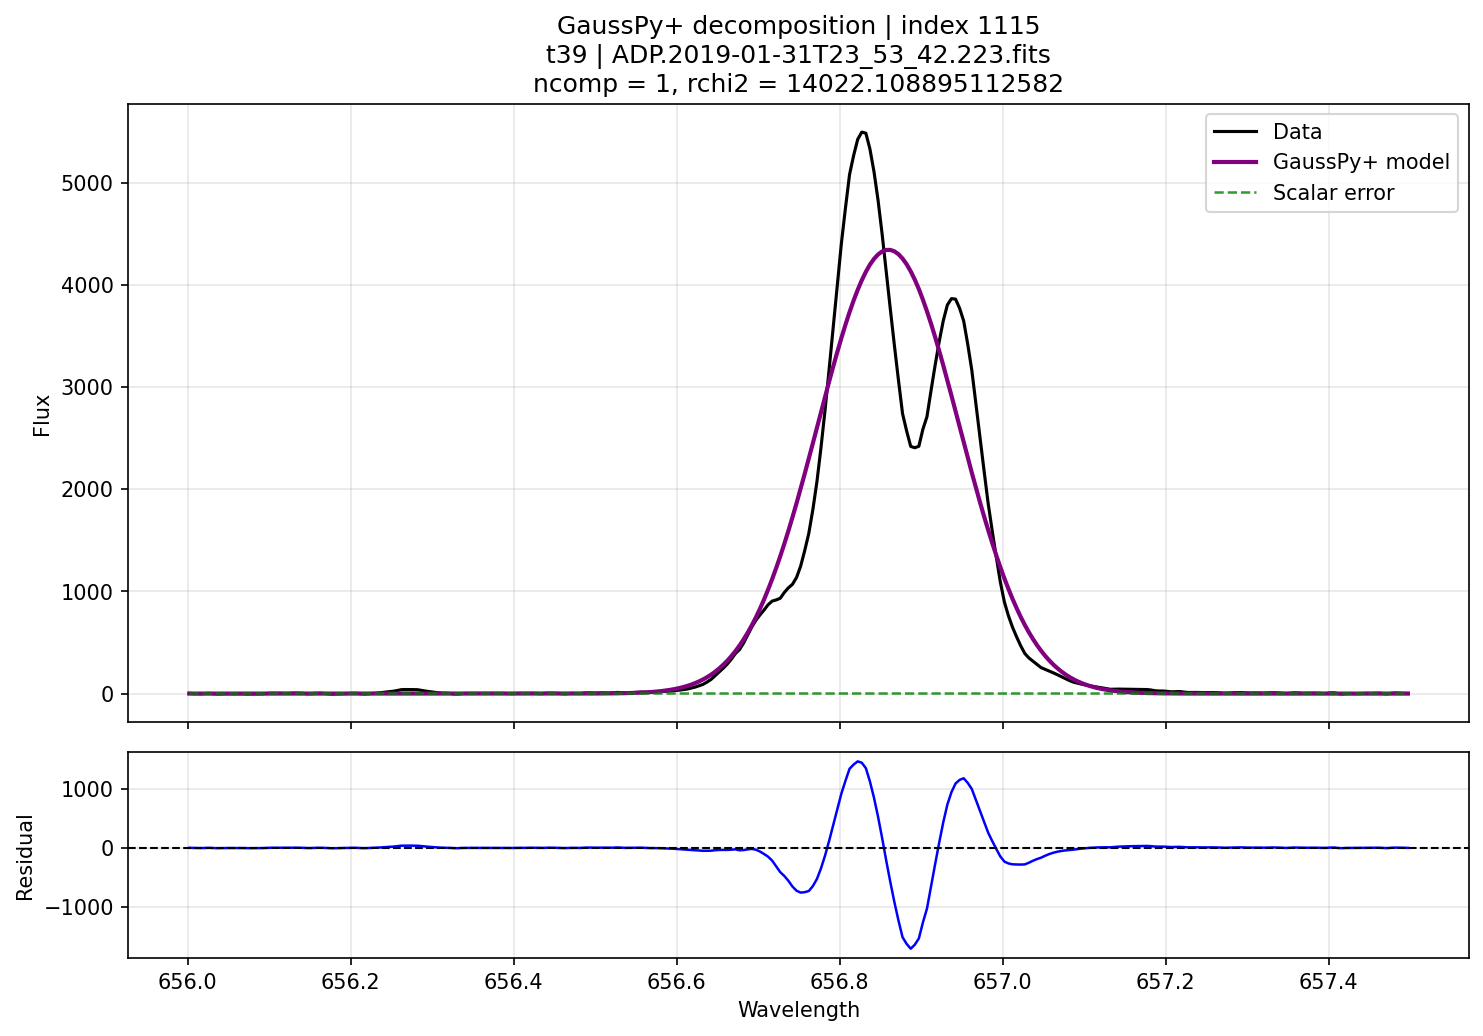 GaussPy+ decomposition | index 1115
t39 | ADP.2019-01-31T23_53_42.223.fits
ncomp = 1, rchi2 = 14022.108895112582
Data
GaussPy+ model
Scalar error
Flux
5000
4000
3000
2000
1000
0
Residual
1000
0
−1000
656.0 656.2 656.4 656.6 656.8 657.0 657.2 657.4
Wavelength